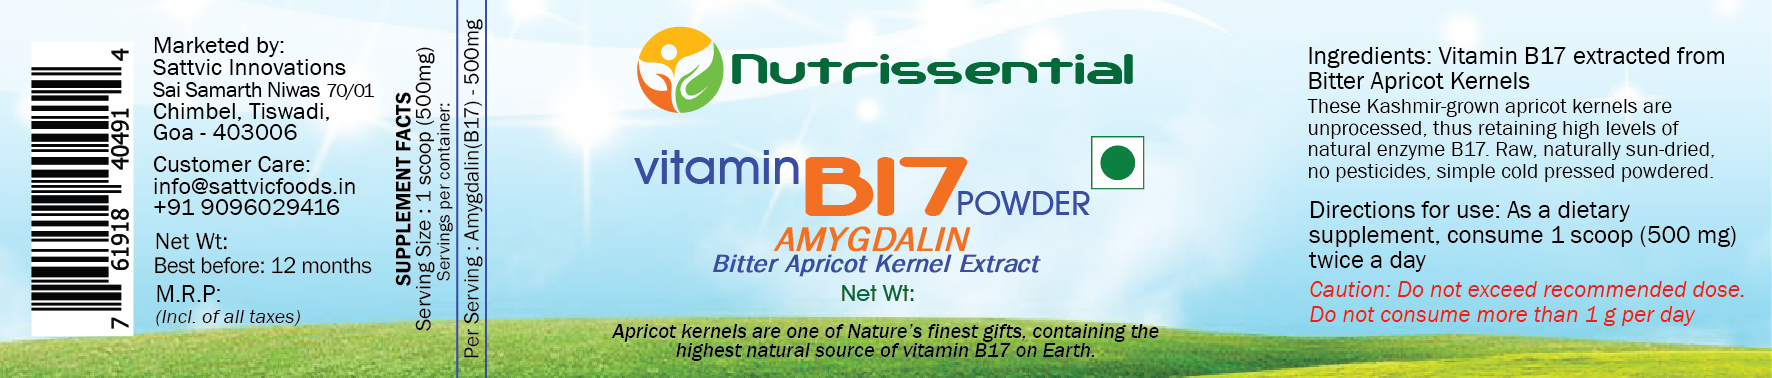 7 61918 40491 4
Marketed by:
Sattvic Innovations
Sai Samarth Niwas 70/01
Chimbel, Tiswadi,
Goa - 403006
Customer Care:
info@sattvicfoods.in
+91 9096029416
Net Wt:
Best before: 12 months
M.R.P:
(Incl. of all taxes)
SUPPLEMENT FACTS
Serving Size : 1 scoop (500mg)
Servings per container:
Per Serving : Amygdalin(B17) - 500mg
Nutrissential
vitamin B17 POWDER
AMYGDALIN
Bitter Apricot Kernel Extract
Net Wt:
Apricot kernels are one of Nature's finest gifts, containing the
highest natural source of vitamin B17 on Earth.
Ingredients: Vitamin B17 extracted from
Bitter Apricot Kernels
These Kashmir-grown apricot kernels are
unprocessed, thus retaining high levels of
natural enzyme B17. Raw, naturally sun-dried,
no pesticides, simple cold pressed powdered.
Directions for use: As a dietary
supplement, consume 1 scoop (500 mg)
twice a day
Caution: Do not exceed recommended dose.
Do not consume more than 1 g per day